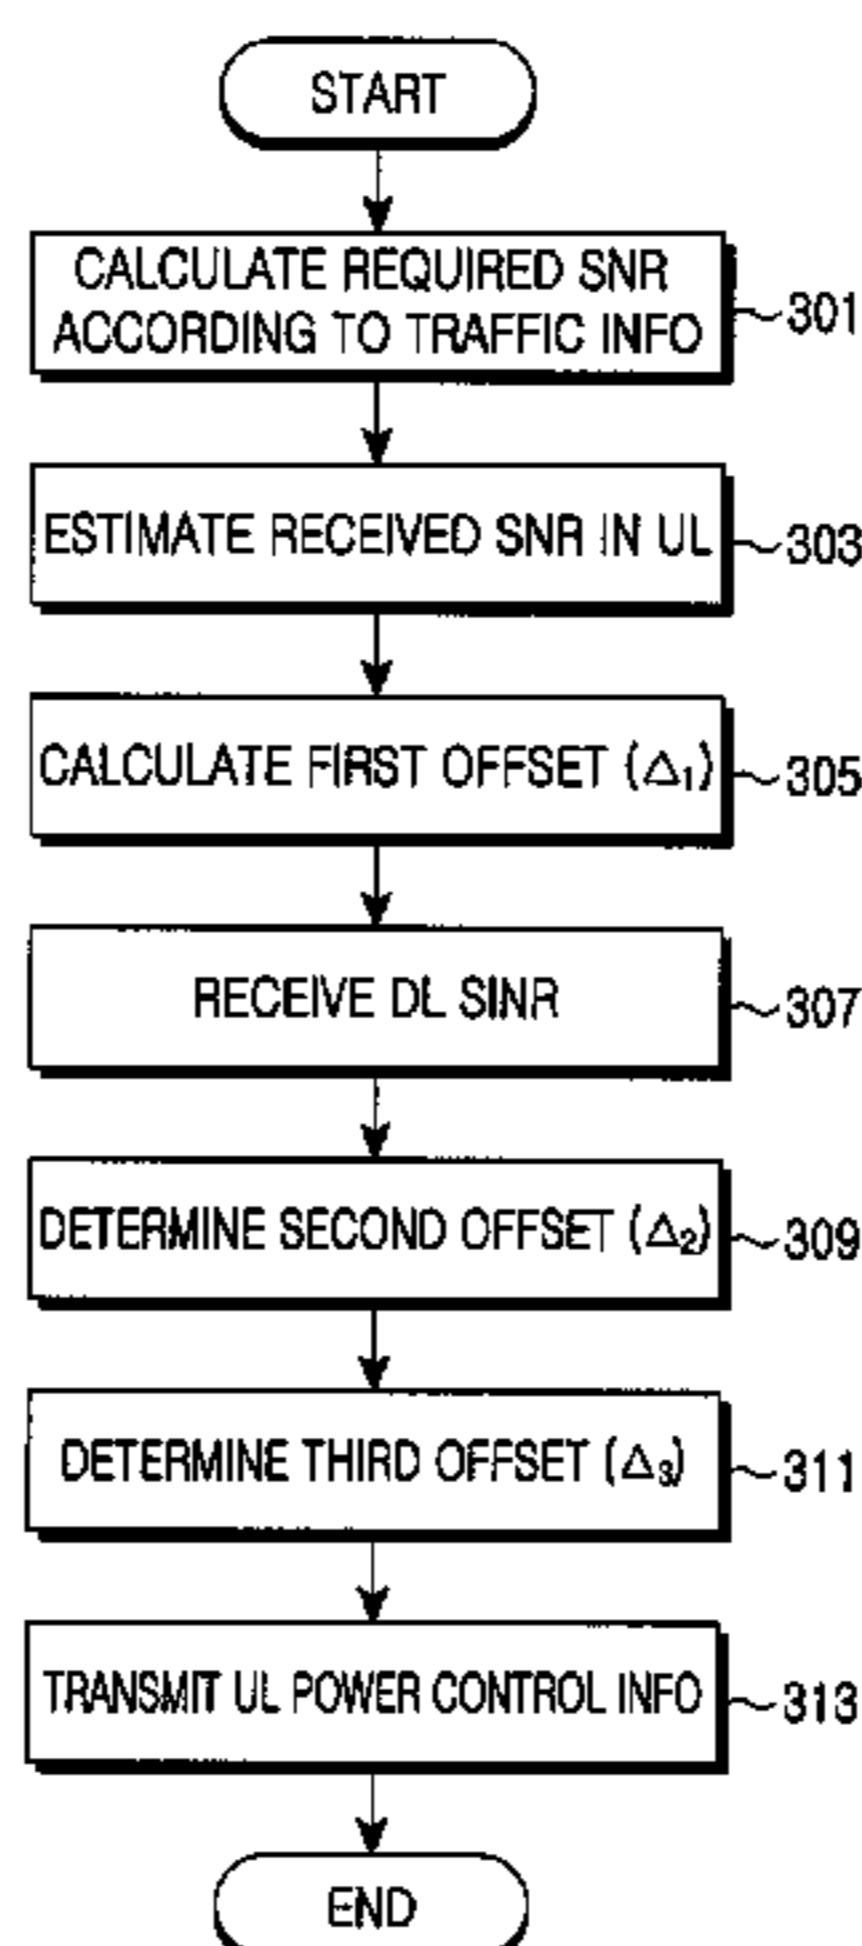 START
CALCULATE REQUIRED SNR
ACCORDING TO TRAFFIC INFO
301
ESTIMATE RECEIVED SNR IN UL
303
CALCULATE FIRST OFFSET (Δ₁)
305
RECEIVE DL SINR
307
DETERMINE SECOND OFFSET (Δ₂)
309
DETERMINE THIRD OFFSET (Δ₃)
311
TRANSMIT UL POWER CONTROL INFO
313
END